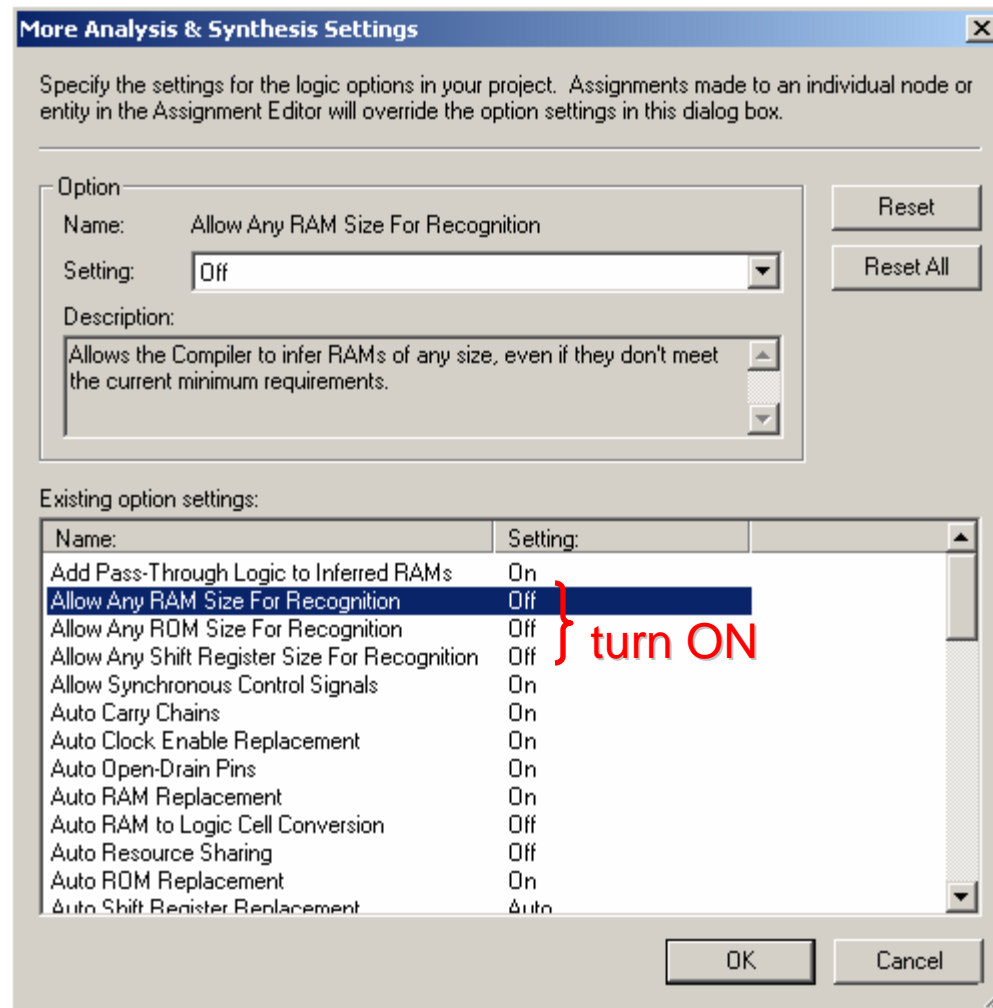 More Analysis & Synthesis Settings
Specify the settings for the logic options in your project. Assignments made to an individual node or
entity in the Assignment Editor will override the option settings in this dialog box.
Option
Name: Allow Any RAM Size For Recognition
Reset
Setting: Off
Reset All
Description:
Allows the Compiler to infer RAMs of any size, even if they don't meet
the current minimum requirements.
Existing option settings:
Name: Setting:
Add Pass-Through Logic to Inferred RAMs On
Allow Any RAM Size For Recognition Off
Allow Any ROM Size For Recognition Off
turn ON
Allow Any Shift Register Size For Recognition Off
Allow Synchronous Control Signals On
Auto Carry Chains On
Auto Clock Enable Replacement On
Auto Open-Drain Pins On
Auto RAM Replacement On
Auto RAM to Logic Cell Conversion Off
Auto Resource Sharing Off
Auto ROM Replacement On
Auto Shift Register Replacement Auto
OK Cancel